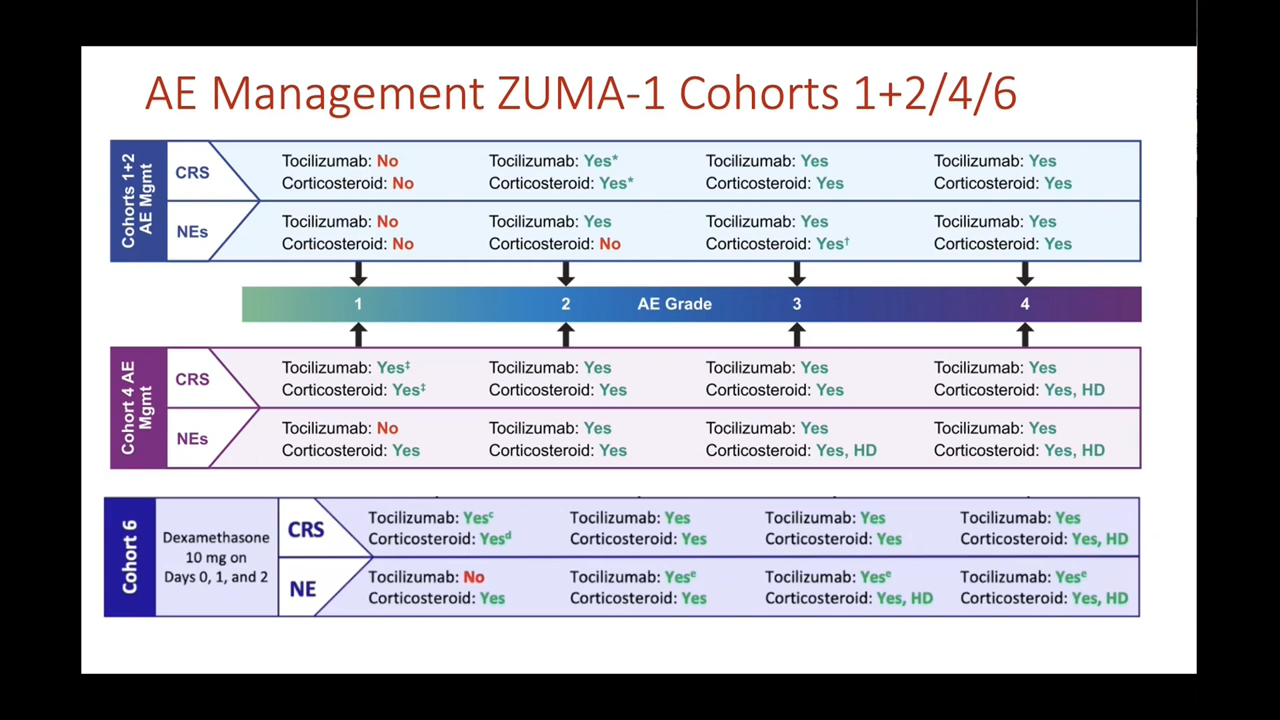 AE Management ZUMA-1 Cohorts 1+2/4/6
Cohorts 1+2
AE Mgmt
CRS
Tocilizumab: No
Corticosteroid: No
Tocilizumab: Yes*
Corticosteroid: Yes*
Tocilizumab: Yes
Corticosteroid: Yes
Tocilizumab: Yes
Corticosteroid: Yes
NEs
Tocilizumab: No
Corticosteroid: No
Tocilizumab: Yes
Corticosteroid: No
Tocilizumab: Yes
Corticosteroid: Yes†
Tocilizumab: Yes
Corticosteroid: Yes
1 2 AE Grade 3 4
Cohort 4 AE
Mgmt
CRS
Tocilizumab: Yes‡
Corticosteroid: Yes‡
Tocilizumab: Yes
Corticosteroid: Yes
Tocilizumab: Yes
Corticosteroid: Yes
Tocilizumab: Yes
Corticosteroid: Yes, HD
NEs
Tocilizumab: No
Corticosteroid: Yes
Tocilizumab: Yes
Corticosteroid: Yes
Tocilizumab: Yes
Corticosteroid: Yes, HD
Tocilizumab: Yes
Corticosteroid: Yes, HD
Cohort 6
Dexamethasone
10 mg on
Days 0, 1, and 2
CRS
Tocilizumab: Yesᶜ
Corticosteroid: Yesᵈ
Tocilizumab: Yes
Corticosteroid: Yes
Tocilizumab: Yes
Corticosteroid: Yes
Tocilizumab: Yes
Corticosteroid: Yes, HD
NE
Tocilizumab: No
Corticosteroid: Yes
Tocilizumab: Yesᵉ
Corticosteroid: Yes
Tocilizumab: Yesᵉ
Corticosteroid: Yes, HD
Tocilizumab: Yesᵉ
Corticosteroid: Yes, HD